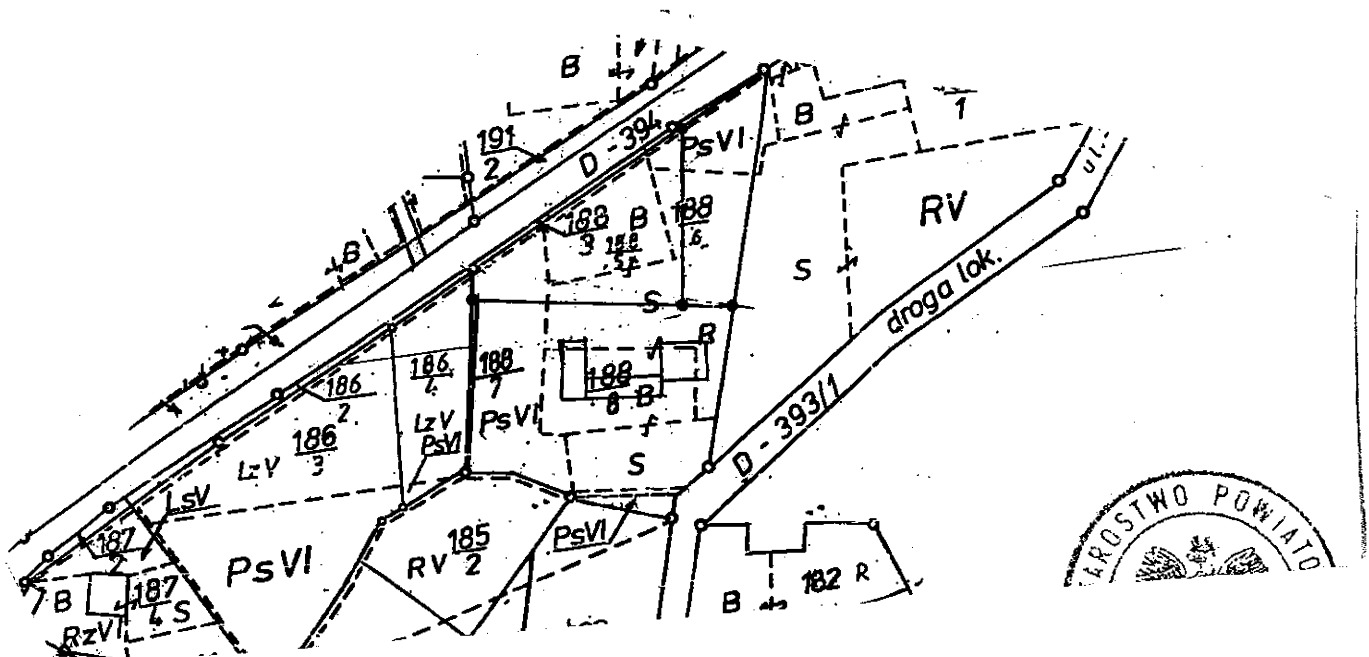 B
191
2
D - 394
PsVI
B
1
ul.
RV
B
188
3
B
188
6
S
S
droga lok.
B
186
4
188
7
188
8
B
186
2
LzV
PsVI
PsVI
186
3
LzV
S
D - 393/1
LsV
187
2
PsVI
RV
185
2
PsVI
B
187
4
S
RzVI
B
182 R
STAROSTWO POWIATO